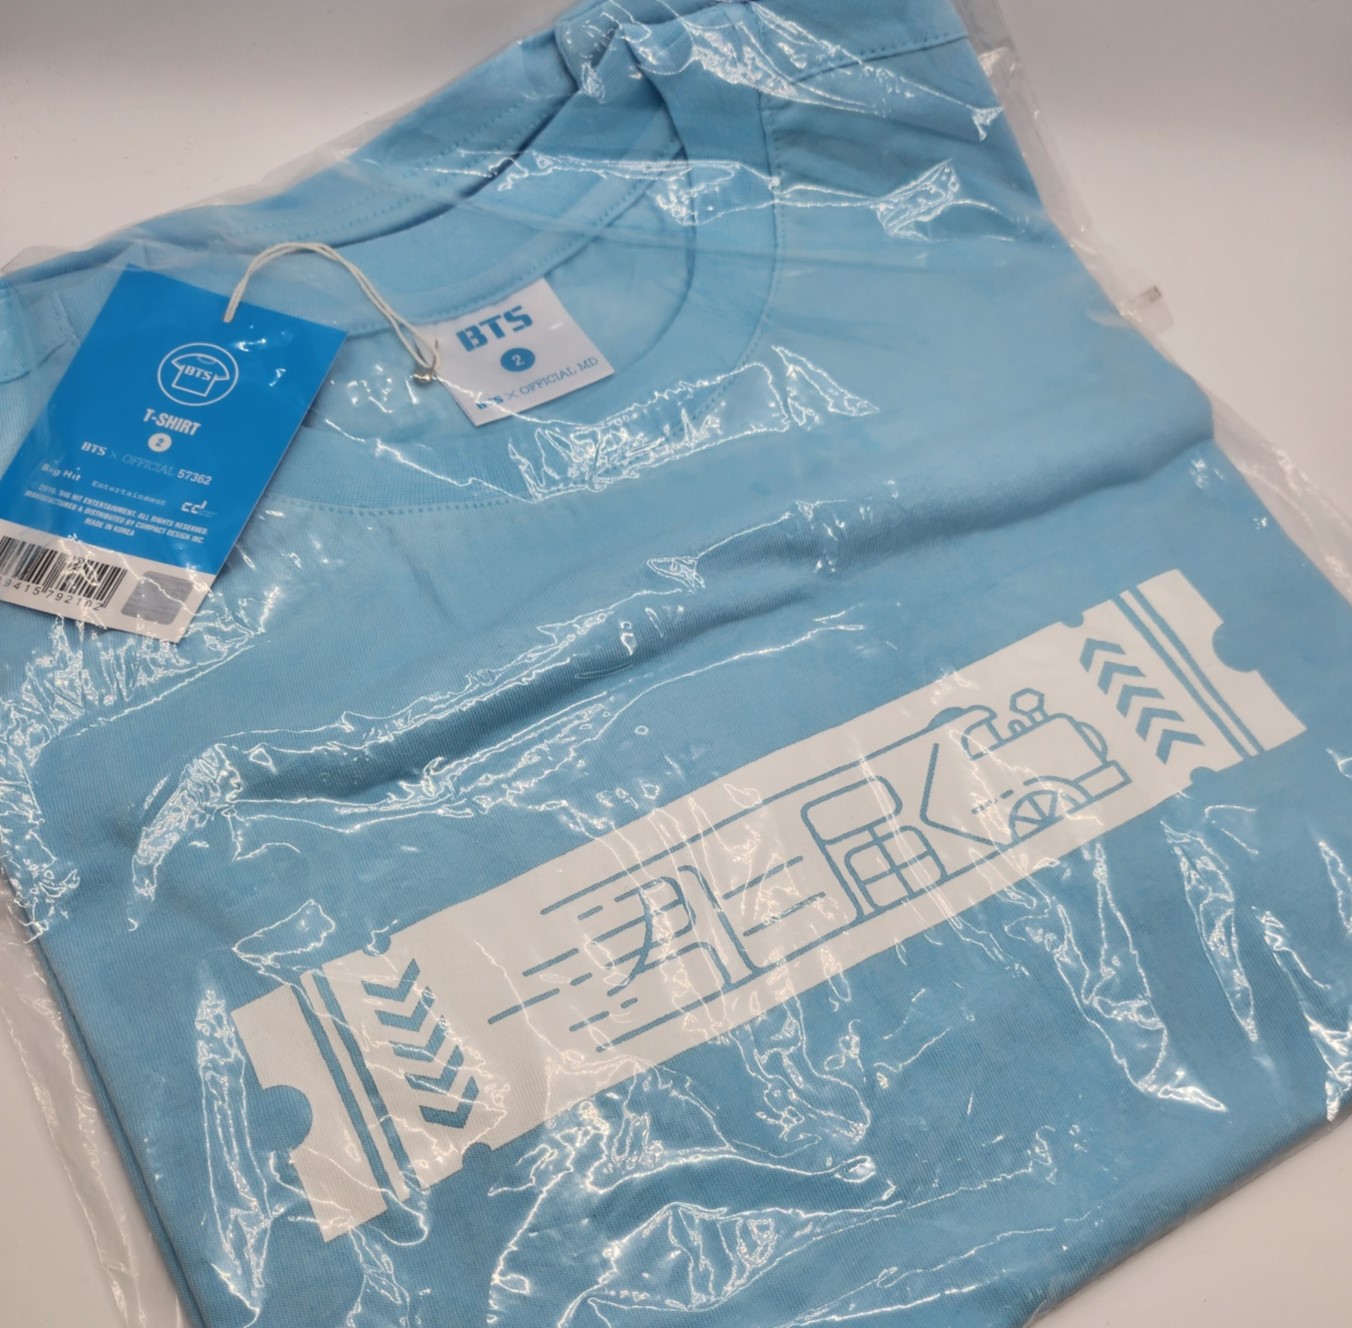 BTS
T-SHIRT
2
BTS × OFFICIAL 57362
Big Hit Entertainment
BIG HIT ENTERTAINMENT. ALL RIGHTS RESERVED
MANUFACTURED & DISTRIBUTED BY COMPACT DESIGN INC
MADE IN KOREA
BTS
2
BTS × OFFICIAL MD